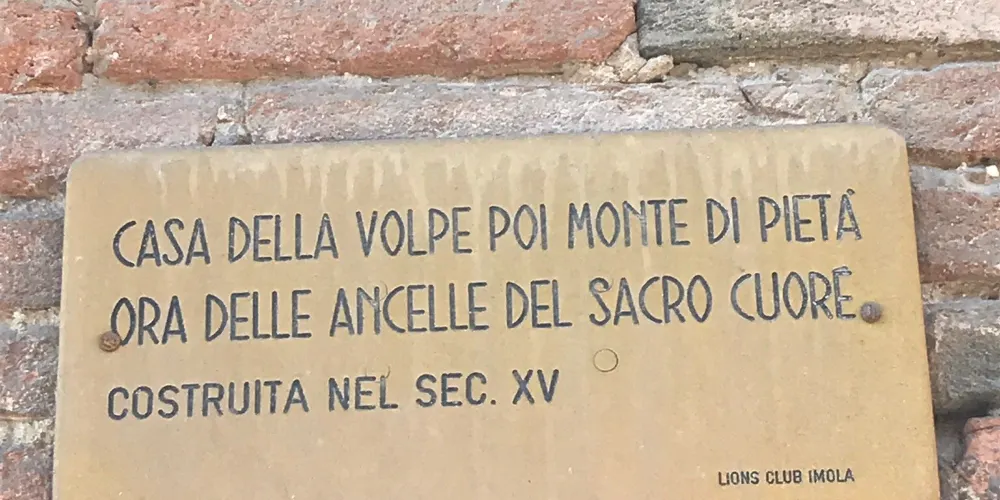 CASA DELLA VOLPE POI MONTE DI PIETÁ
ORA DELLE ANCELLE DEL SACRO CUORE
COSTRUITA NEL SEC. XV
LIONS CLUB IMOLA